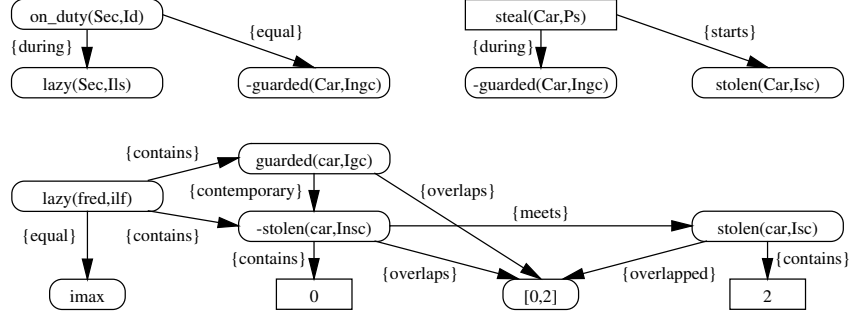 on_duty(Sec,Id)
steal(Car,Ps)
{equal}
{starts}
{during}
{during}
lazy(Sec,Ils)
-guarded(Car,Ingc)
-guarded(Car,Ingc)
stolen(Car,Isc)
{contains}
guarded(car,Igc)
{contemporary}
{overlaps}
lazy(fred,ilf)
{meets}
{equal}
{contains}
-stolen(car,Insc)
stolen(car,Isc)
{contains}
{overlaps}
{overlapped}
{contains}
imax
0
[0,2]
2